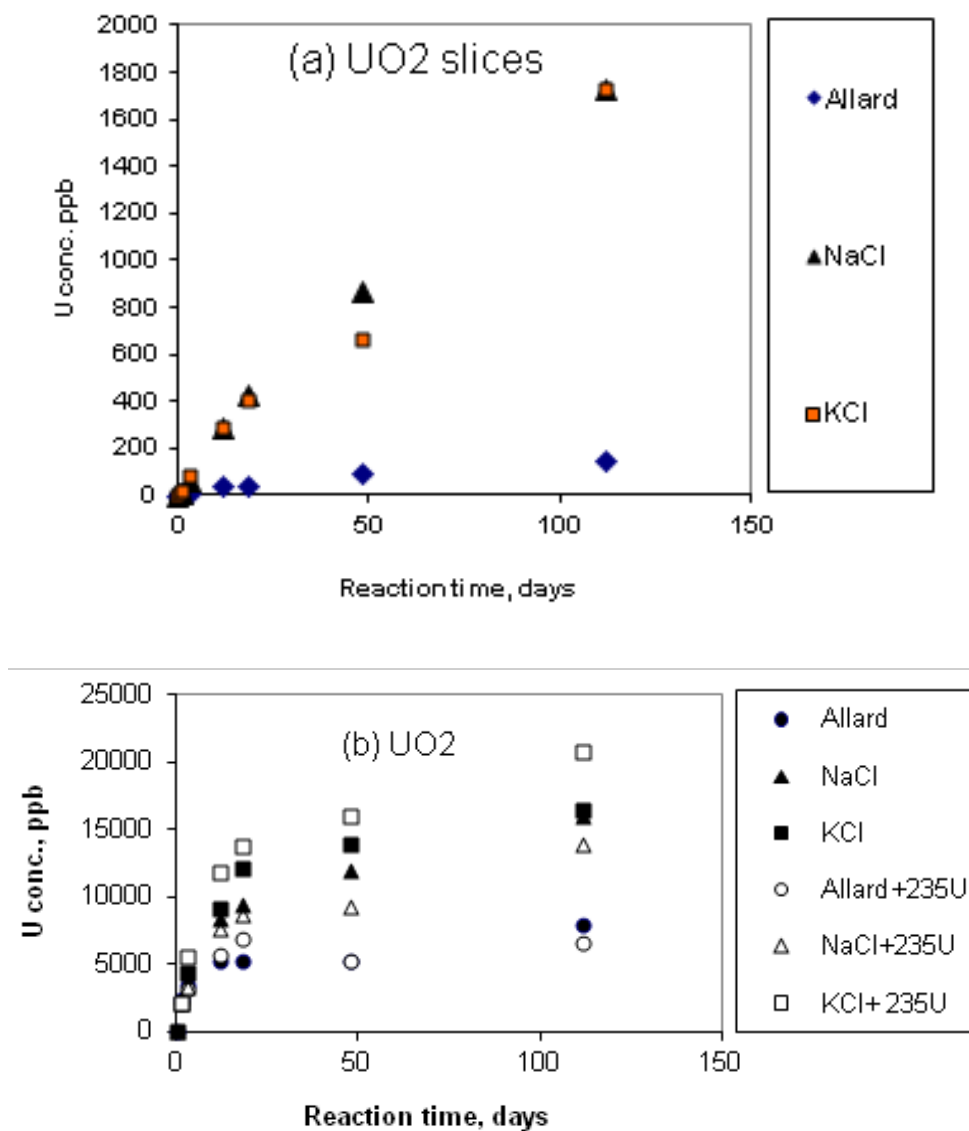 (a) UO2 slices
2000
1800
1600
1400
1200
1000
800
600
400
200
0
U conc. ppb
0 50 100 150
Reaction time, days
Allard
NaCl
KCl
(b) UO2
25000
20000
15000
10000
5000
0
U conc., ppb
0 50 100 150
Reaction time, days
Allard
NaCl
KCl
Allard+235U
NaCl+235U
KCl+235U